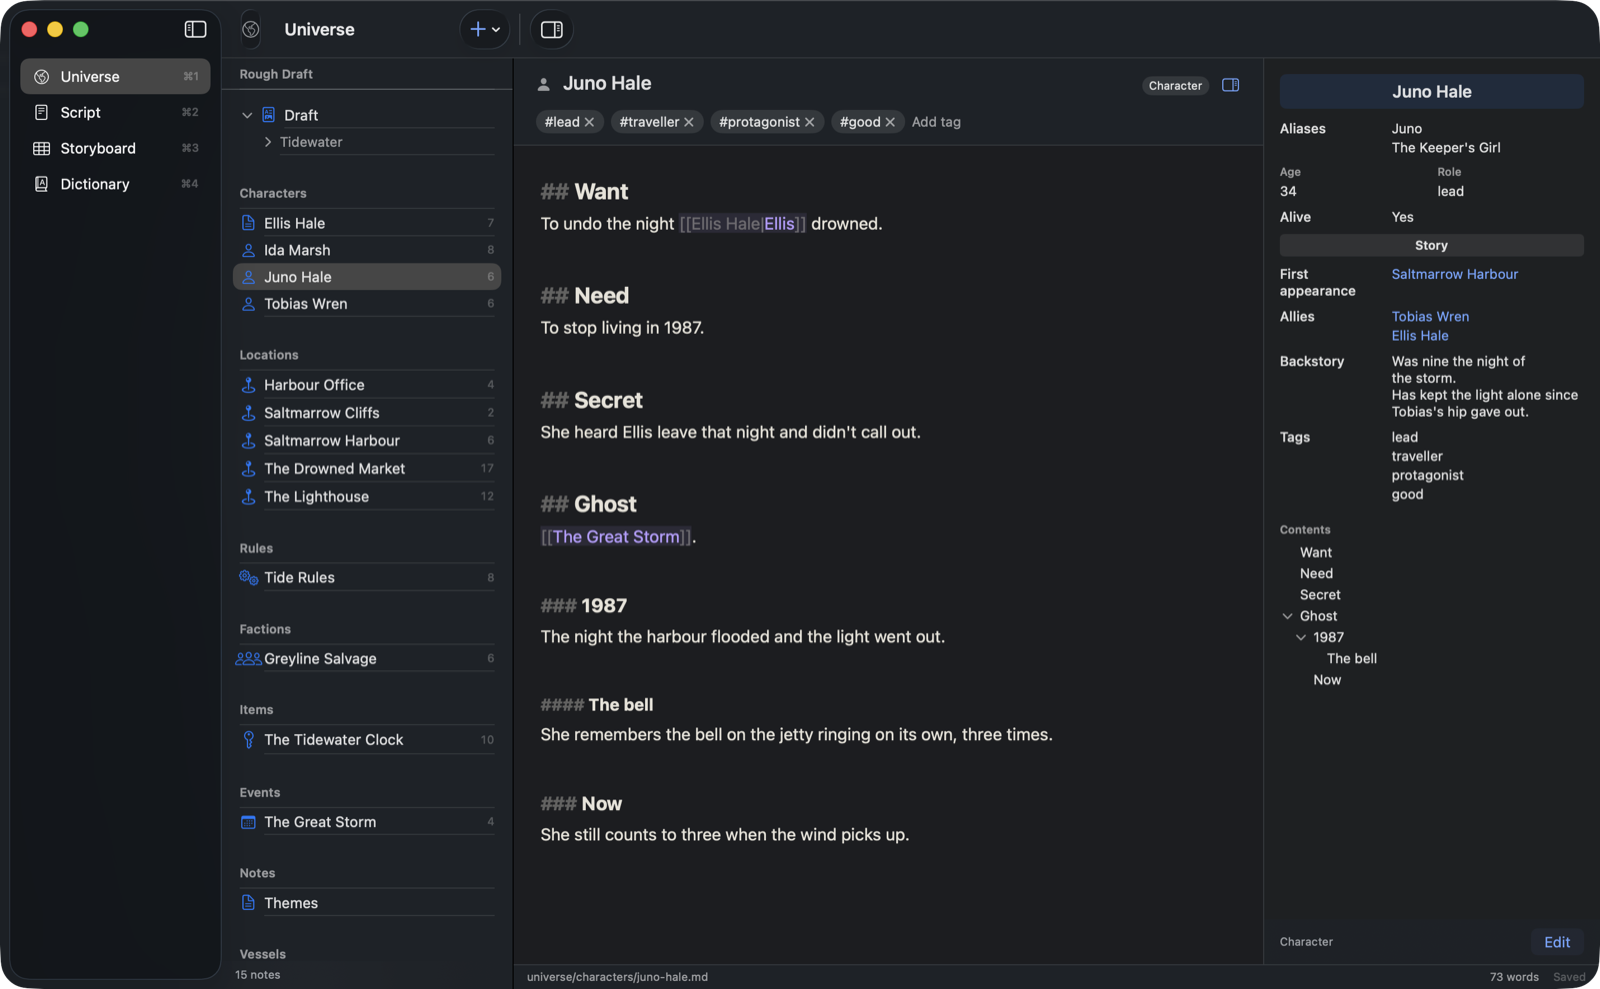 Universe
Universe ⌘1
Script ⌘2
Storyboard ⌘3
Dictionary ⌘4
Rough Draft
Draft
Tidewater
Characters
Ellis Hale 7
Ida Marsh 8
Juno Hale 6
Tobias Wren 6
Locations
Harbour Office 4
Saltmarrow Cliffs 2
Saltmarrow Harbour 6
The Drowned Market 17
The Lighthouse 12
Rules
Tide Rules 8
Factions
Greyline Salvage 6
Items
The Tidewater Clock 10
Events
The Great Storm 4
Notes
Themes
Vessels
15 notes
Juno Hale
Character
#lead #traveller #protagonist #good Add tag
## Want
To undo the night [[Ellis Hale|Ellis]] drowned.
## Need
To stop living in 1987.
## Secret
She heard Ellis leave that night and didn't call out.
## Ghost
[[The Great Storm]].
### 1987
The night the harbour flooded and the light went out.
#### The bell
She remembers the bell on the jetty ringing on its own, three times.
### Now
She still counts to three when the wind picks up.
universe/characters/juno-hale.md
73 words Saved
Juno Hale
Aliases Juno
The Keeper's Girl
Age Role
34 lead
Alive Yes
Story
First appearance Saltmarrow Harbour
Allies Tobias Wren
Ellis Hale
Backstory Was nine the night of
the storm.
Has kept the light alone since
Tobias's hip gave out.
Tags lead
traveller
protagonist
good
Contents
Want
Need
Secret
Ghost
1987
The bell
Now
Character Edit